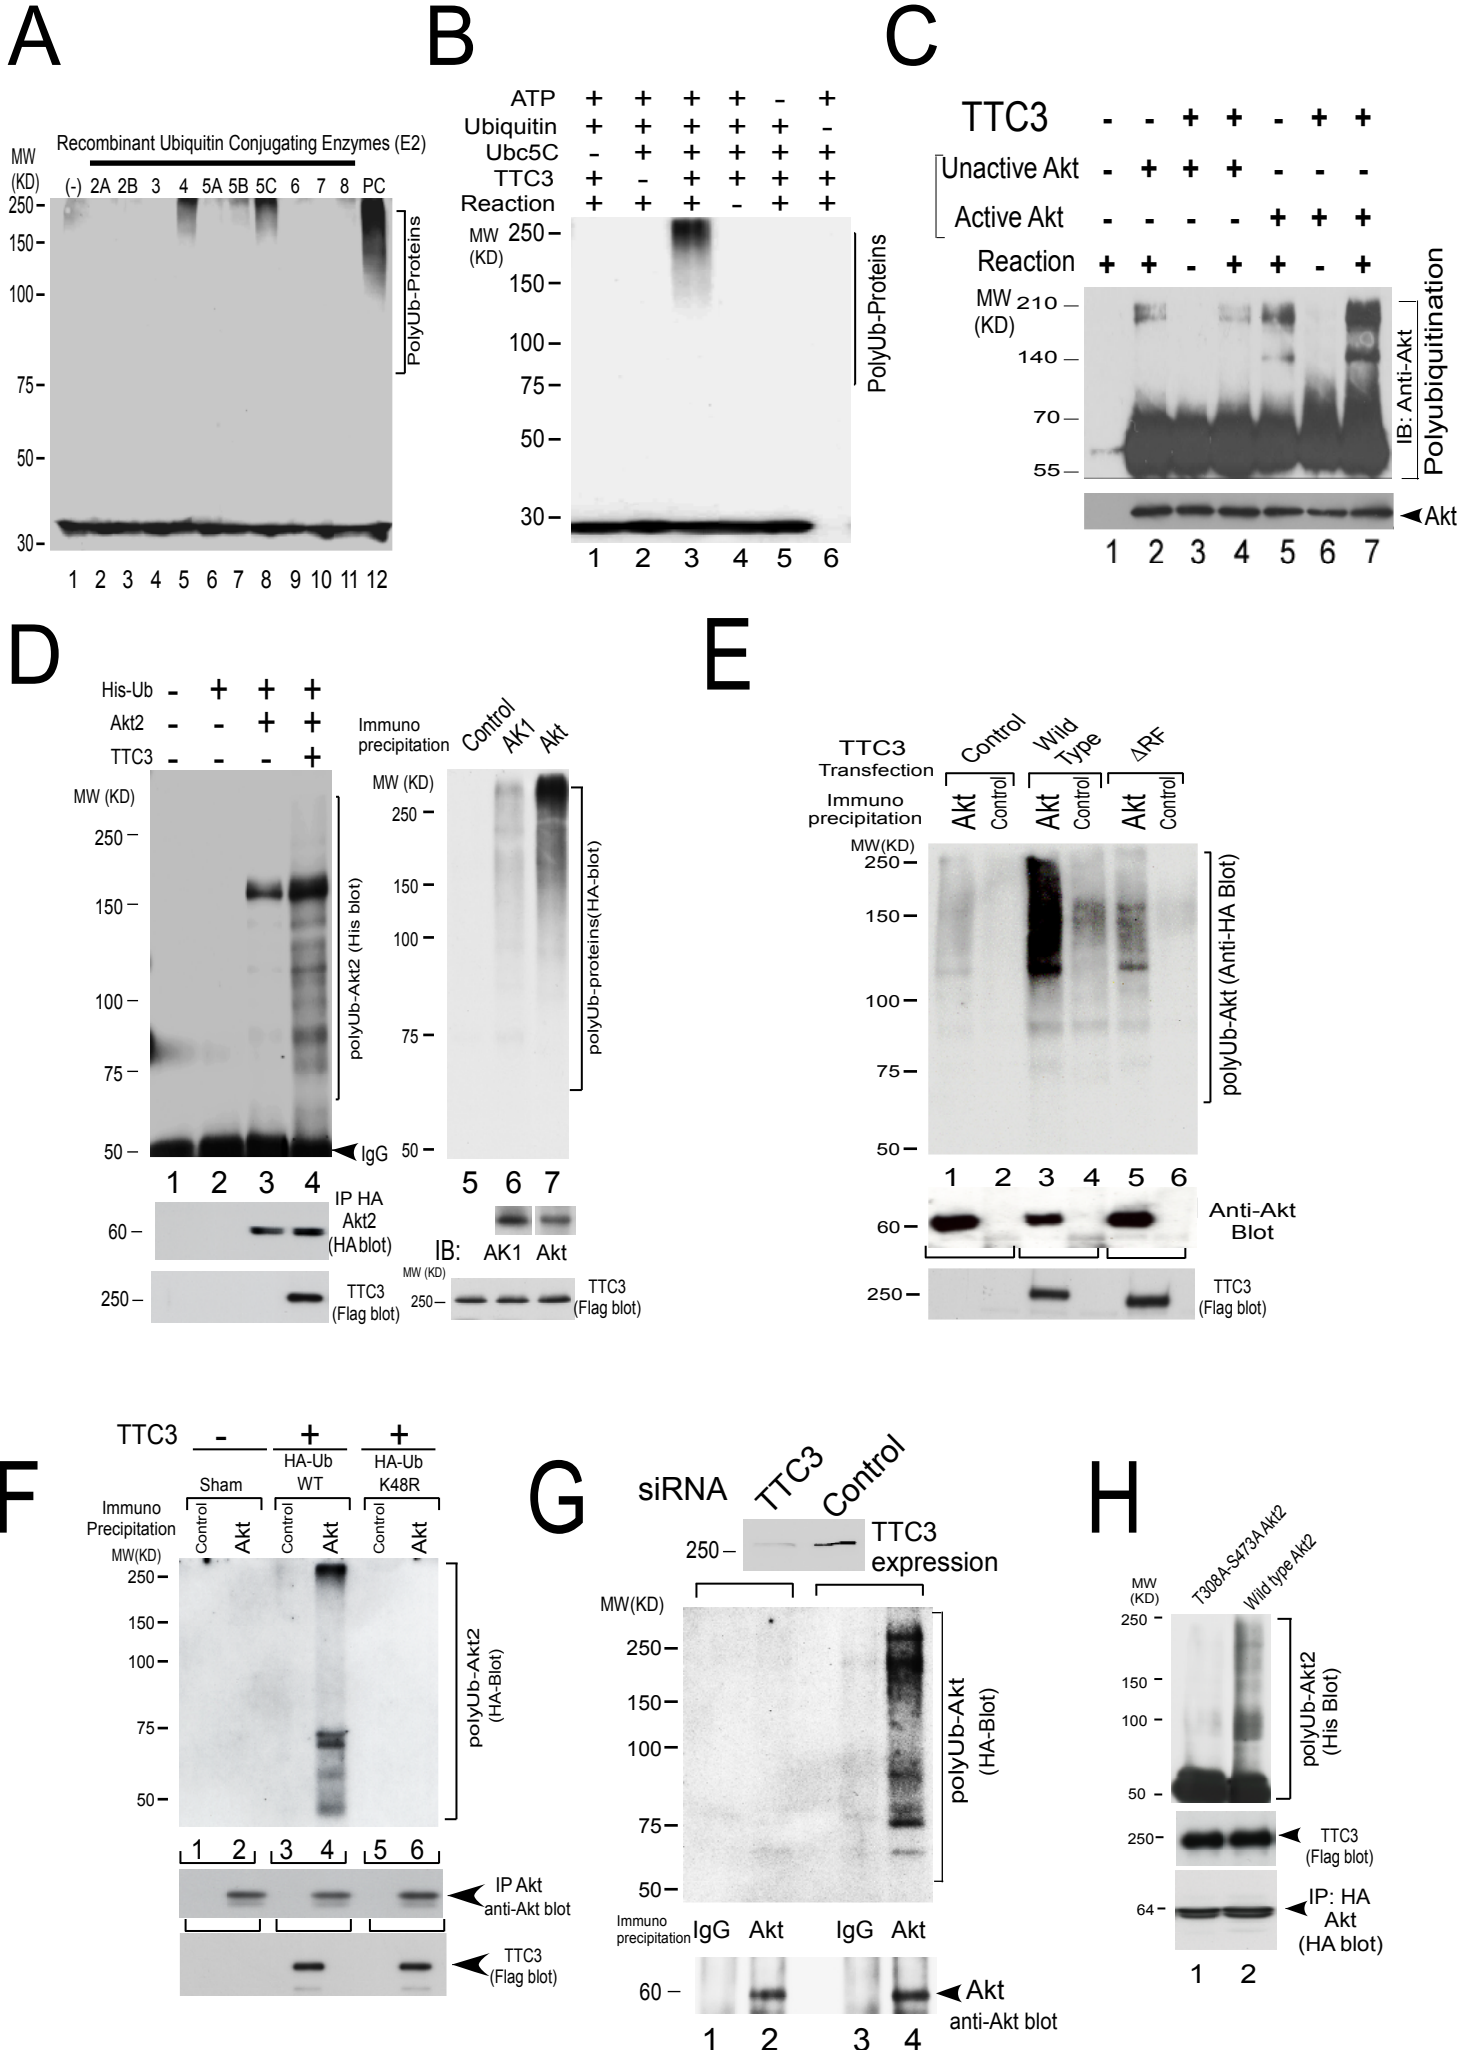 A
Recombinant Ubiquitin Conjugating Enzymes (E2)
MW
(KD)
(-) 2A 2B 3 4 5A 5B 5C 6 7 8 PC
250
150
100
75
50
30
PolyUb-Proteins
1 2 3 4 5 6 7 8 9 10 11 12
B
ATP + + + + - +
Ubiquitin + + + + + -
Ubc5C - + + + + +
TTC3 + - + + + +
Reaction + + + - + +
MW
(KD)
250
150
100
75
50
30
PolyUb-Proteins
1 2 3 4 5 6
C
TTC3 - - + + - + +
Unactive Akt - + + + - - -
Active Akt - - - - + + +
Reaction + + - + + - +
MW
(KD)
210
140
70
55
IB: Anti-Akt
Polyubiquitination
Akt
1 2 3 4 5 6 7
D
His-Ub - + + +
Akt2 - - + +
TTC3 - - - +
MW (KD)
250
150
100
75
50
polyUb-Akt2 (His blot)
IgG
1 2 3 4
60
IP HA
Akt2
(HA blot)
250
TTC3
(Flag blot)
Immuno
precipitation
Control AK1 Akt
MW (KD)
250
150
100
75
50
polyUb-proteins(HA-blot)
5 6 7
IB: AK1 Akt
MW (KD)
250
TTC3
(Flag blot)
E
TTC3
Transfection
Control
Wild
Type
ΔRF
Immuno
precipitation
Akt Control Akt Control Akt Control
MW(KD)
250
150
100
75
50
polyUb-Akt (Anti-HA Blot)
1 2 3 4 5 6
60
Anti-Akt
Blot
250
TTC3
(Flag blot)
F
TTC3 - + +
Sham
HA-Ub
WT
HA-Ub
K48R
Immuno
Precipitation
Control Akt Control Akt Control Akt
MW(KD)
250
150
100
75
50
polyUb-Akt2
(HA-Blot)
1 2 3 4 5 6
IP Akt
anti-Akt blot
TTC3
(Flag blot)
G
siRNA TTC3 Control
250
TTC3
expression
MW(KD)
250
150
100
75
50
polyUb-Akt
(HA-Blot)
Immuno
precipitation
IgG Akt IgG Akt
60
Akt
anti-Akt blot
1 2 3 4
H
T308A-S473A Akt2
Wild type Akt2
MW
(KD)
250
150
100
50
polyUb-Akt2
(His Blot)
250
TTC3
(Flag blot)
64
IP: HA
Akt
(HA blot)
1 2